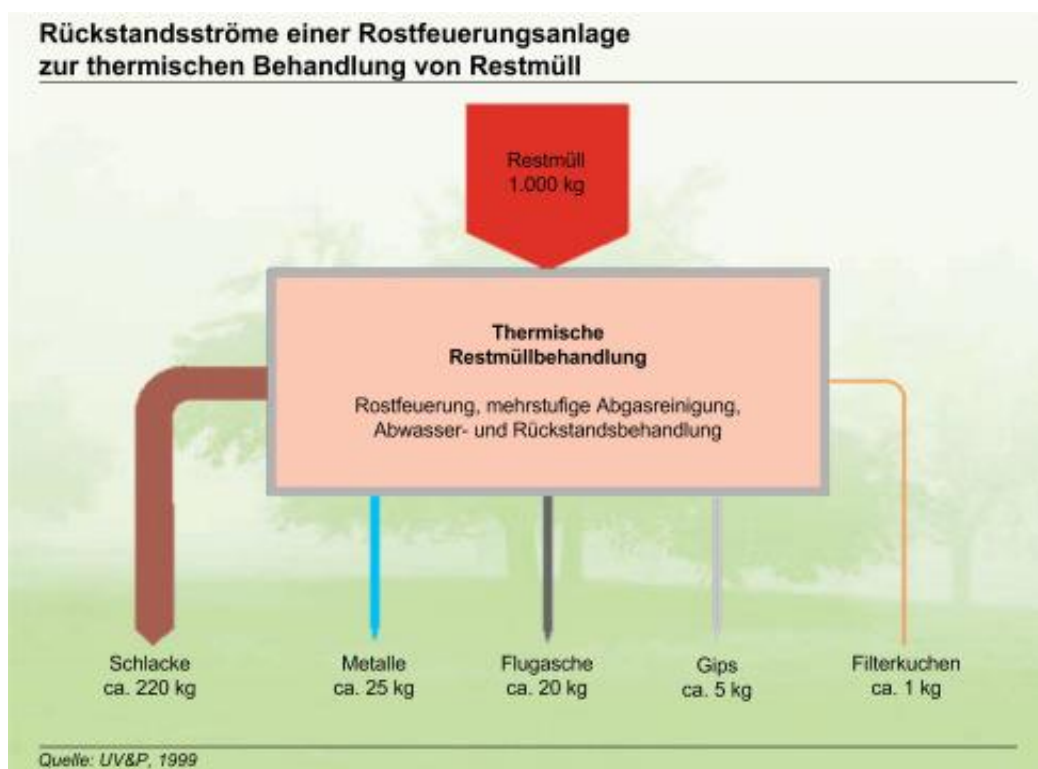 Rückstandsströme einer Rostfeuerungsanlage
zur thermischen Behandlung von Restmüll
Restmüll
1.000 kg
Thermische
Restmüllbehandlung
Rostfeuerung, mehrstufige Abgasreinigung,
Abwasser- und Rückstandsbehandlung
Schlacke
ca. 220 kg
Metalle
ca. 25 kg
Flugasche
ca. 20 kg
Gips
ca. 5 kg
Filterkuchen
ca. 1 kg
Quelle: UV&P, 1999